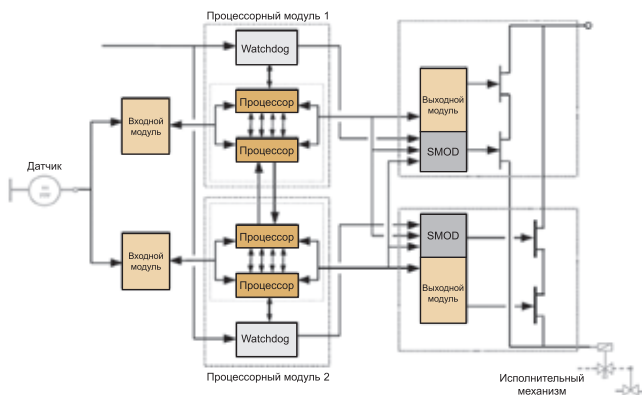 Процессорный модуль 1
Watchdog
Процессор
Процессор
Входной
модуль
Выходной
модуль
SMOD
Датчик
Процессор
Процессор
Входной
модуль
SMOD
Выходной
модуль
Watchdog
Процессорный модуль 2
Исполнительный
механизм